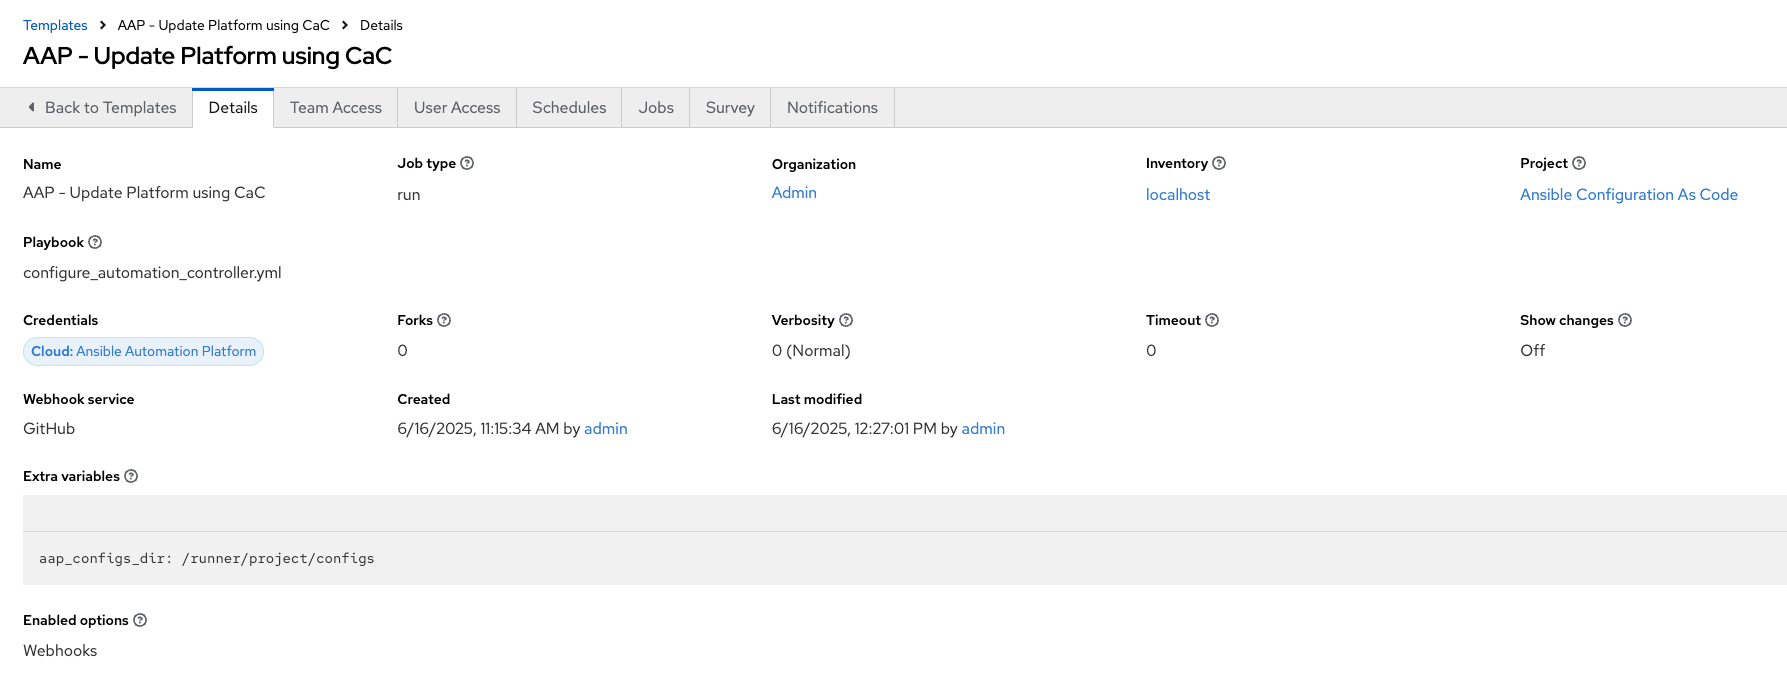 Templates > AAP - Update Platform using CaC > Details
AAP - Update Platform using CaC
Back to Templates Details Team Access User Access Schedules Jobs Survey Notifications
Name Job type Organization Inventory Project
AAP - Update Platform using CaC run Admin localhost Ansible Configuration As Code
Playbook
configure_automation_controller.yml
Credentials Forks Verbosity Timeout Show changes
Cloud: Ansible Automation Platform 0 0 (Normal) 0 Off
Webhook service Created Last modified
GitHub 6/16/2025, 11:15:34 AM by admin 6/16/2025, 12:27:01 PM by admin
Extra variables
aap_configs_dir: /runner/project/configs
Enabled options
Webhooks